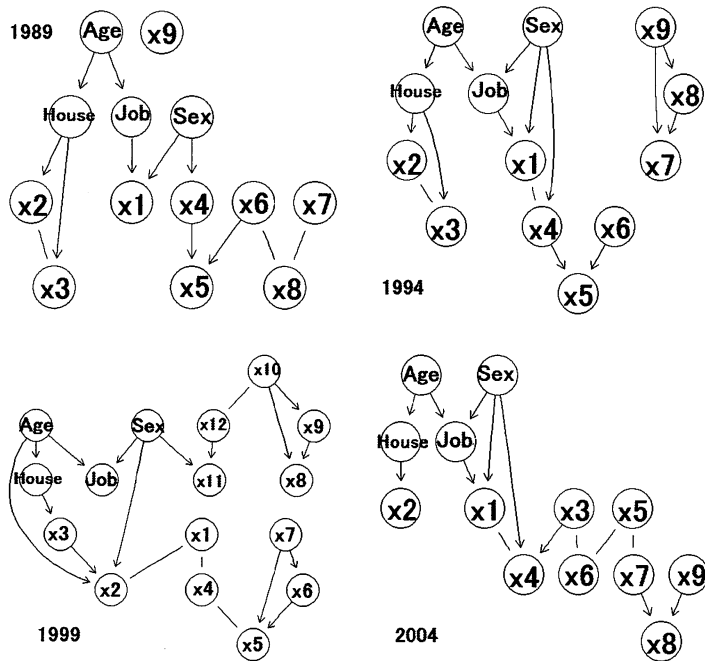 1989 Age x9
House Job Sex
x2 x1 x4 x6 x7
x3 x5 x8
Age Sex x9
House Job x8
x2 x1 x7
x3 x4 x6
x5
1994
x10
Age Sex x12 x9
House Job x11 x8
x3 x1 x7
x2 x4 x6
x5
1999
Age Sex
House Job
x2 x1 x3 x5
x4 x6 x7 x9
x8
2004